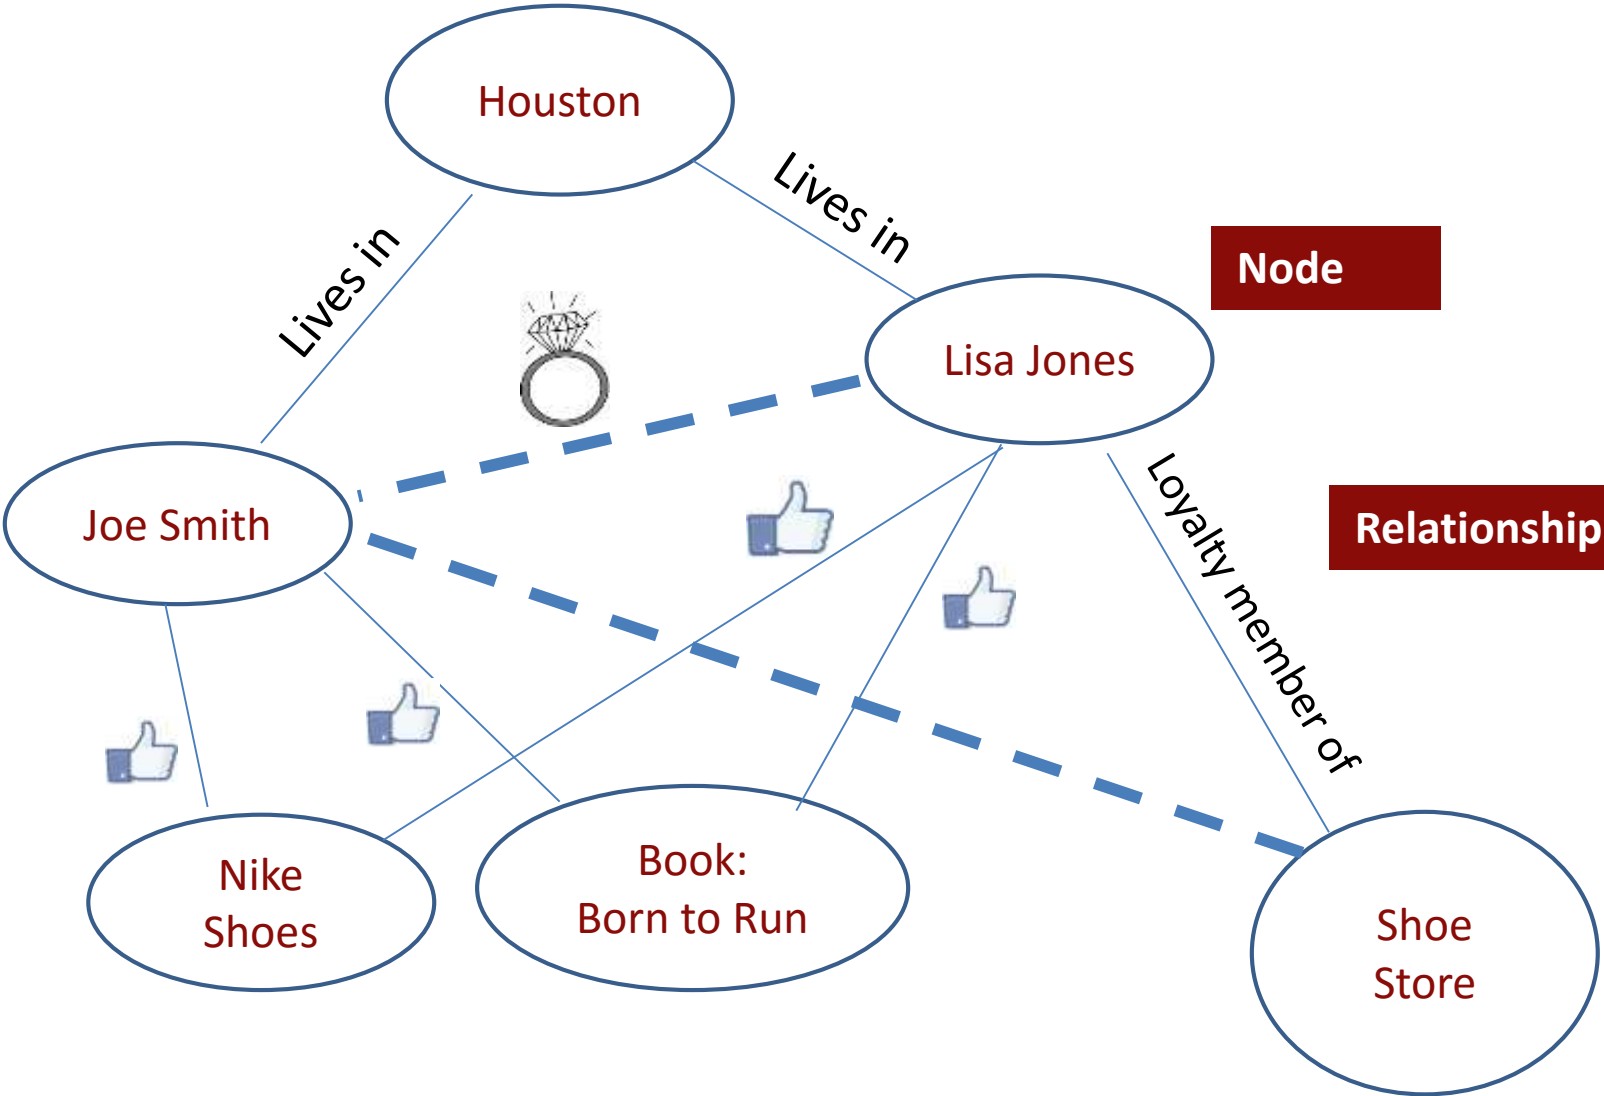 Houston
Lives in
Lives in
Node
Lisa Jones
Joe Smith
Loyalty member of
Relationship
Nike
Shoes
Book:
Born to Run
Shoe
Store